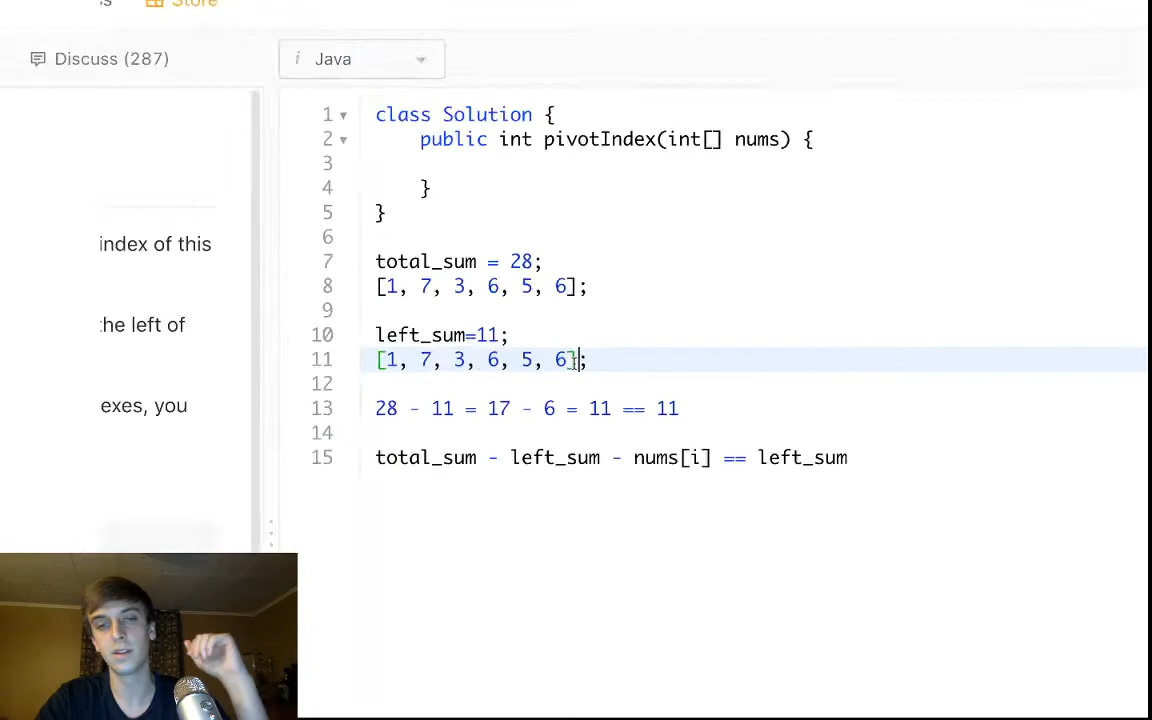 Store
Discuss (287)
i Java
index of this
the left of
exes, you
1 class Solution {
2 public int pivotIndex(int[] nums) {
3
4 }
5 }
6
7 total_sum = 28;
8 [1, 7, 3, 6, 5, 6];
9
10 left_sum=11;
11 [1, 7, 3, 6, 5, 6];
12
13 28 - 11 = 17 - 6 = 11 == 11
14
15 total_sum - left_sum - nums[i] == left_sum